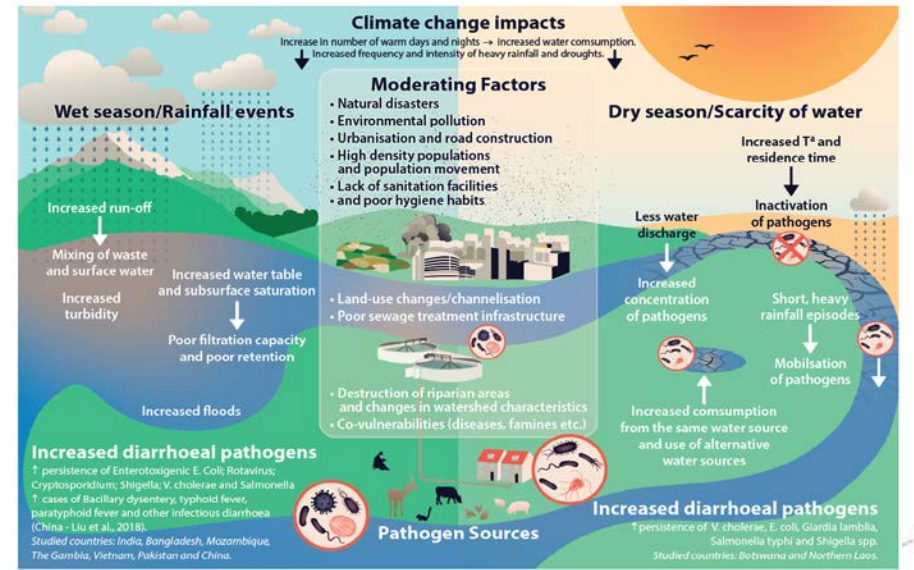 Climate change impacts
Increase in number of warm days and nights → increased water comsumption.
Increased frequency and intensity of heavy rainfall and droughts.
Wet season/Rainfall events
Increased run-off
Mixing of waste
and surface water
Increased
turbidity
Increased water table
and subsurface saturation
Poor filtration capacity
and poor retention
Increased floods
Increased diarrhoeal pathogens
↑ persistence of Enterotoxigenic E. Coli; Rotavirus;
Cryptosporidium; Shigella; V. cholerae and Salmonella
↑ cases of Bacillary dysentery, typhoid fever,
paratyphoid fever and other infectious diarrhoea
(China - Liu et al., 2018).
Studied countries: India, Bangladesh, Mozambique,
The Gambia, Vietnam, Pakistan and China.
Moderating Factors
• Natural disasters
• Environmental pollution
• Urbanisation and road construction
• High density populations
and population movement
• Lack of sanitation facilities
• and poor hygiene habits
• Land-use changes/channelisation
• Poor sewage treatment infrastructure
• Destruction of riparian areas
and changes in watershed characteristics
• Co-vulnerabilities (diseases, famines etc.)
Pathogen Sources
Dry season/Scarcity of water
Increased Tª and
residence time
Inactivation
of pathogens
Less water
discharge
Increased
concentration
of pathogens
Short, heavy
rainfall episodes
Mobilsation
of pathogens
Increased comsumption
from the same water source
and use of alternative
water sources
Increased diarrhoeal pathogens
↑persistence of V. cholerae, E. coli, Giardia lamblia,
Salmonella typhi and Shigella spp.
Studied countries: Botswana and Northern Laos.